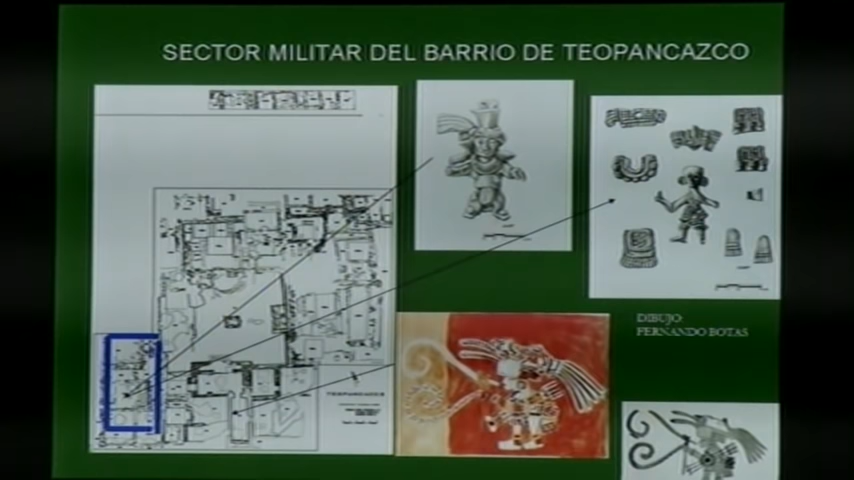 SECTOR MILITAR DEL BARRIO DE TEOPANCAZCO
DIBUJO:
FERNANDO BOTAS
TEOPANCAZCO